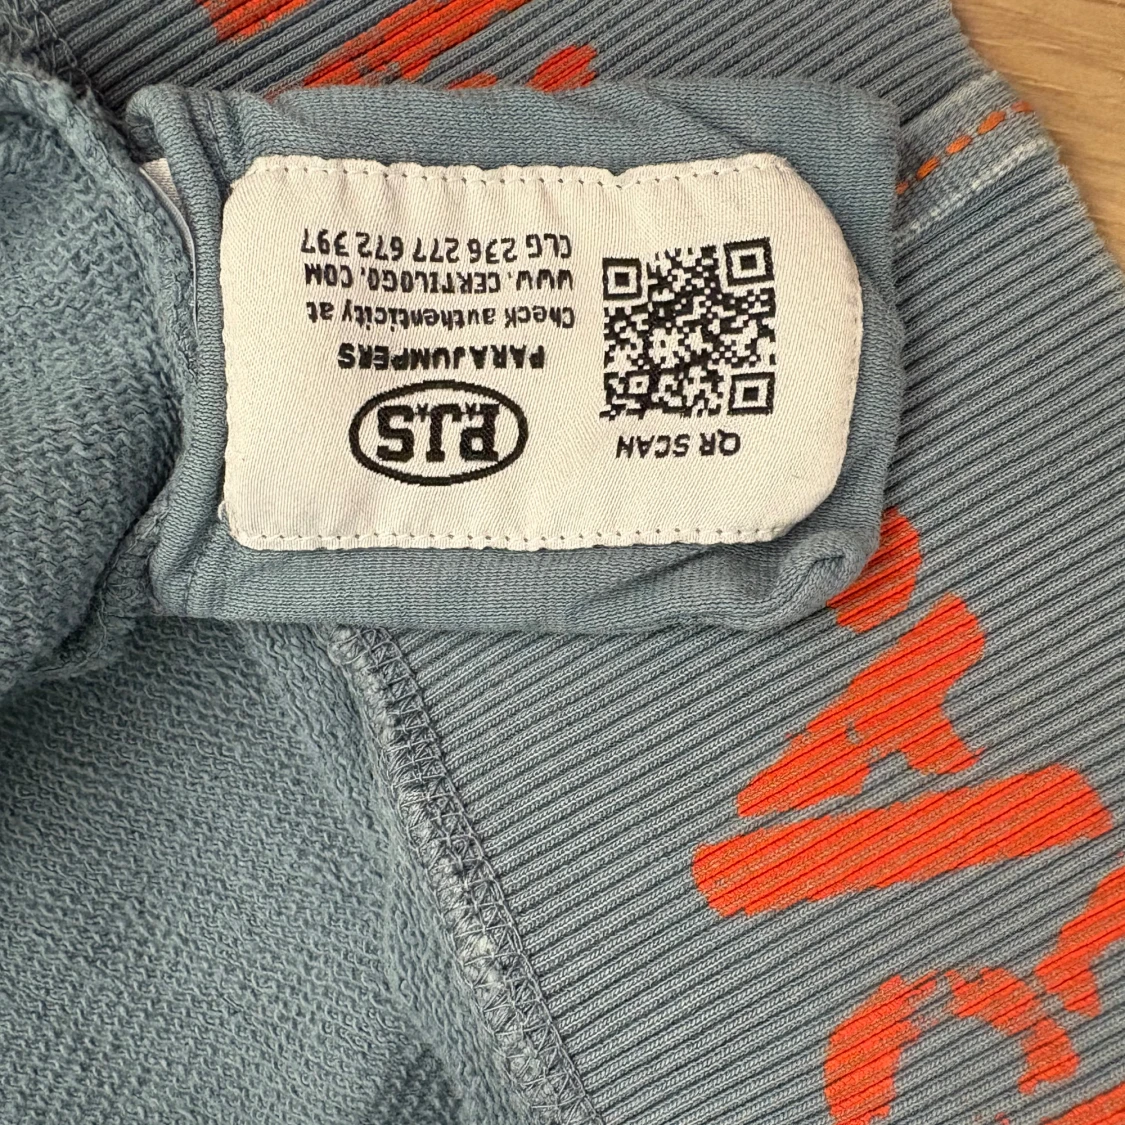 QR SCAN
PJS
PARAJUMPERS
Check authenticity at
WWW.CERTILOGO.COM
CLG 236 277 672 397